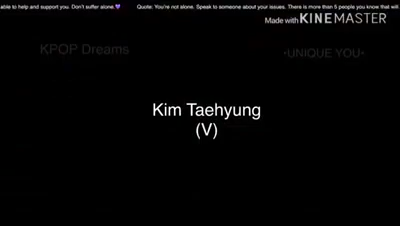 able to help and support you. Don't suffer alone.💜 Quote: You're not alone. Speak to someone about your issues. There is more than 5 people you know that will
Made with KINEMASTER
KPOP Dreams
•UNIQUE YOU•
Kim Taehyung
(V)